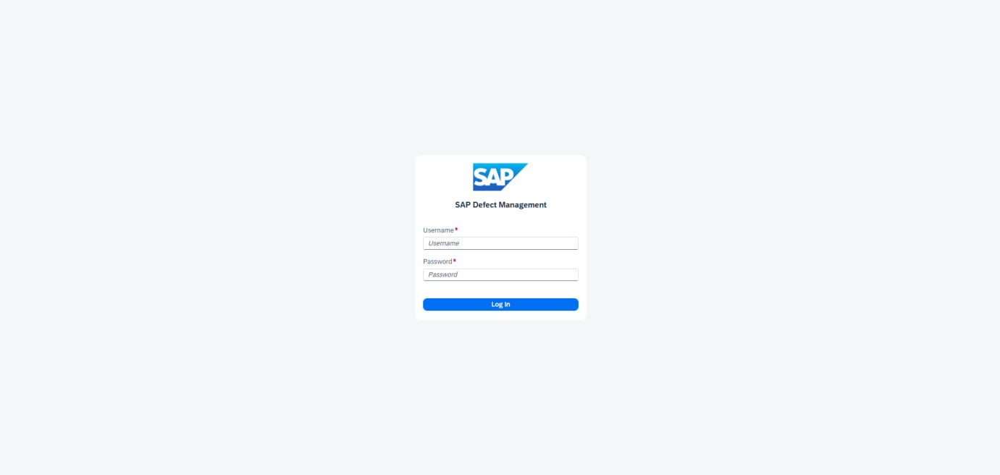 SAP
SAP Defect Management
Username*
Username
Password*
Password
Log In